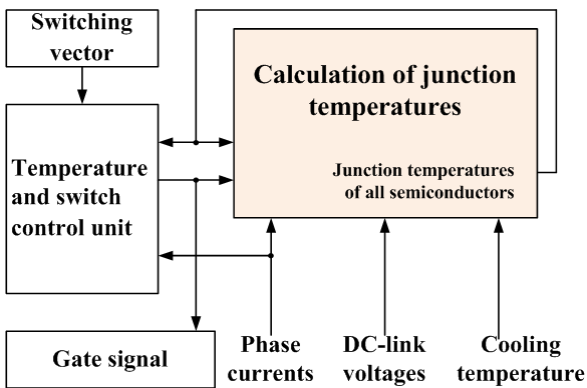 Switching
vector
Calculation of junction
temperatures
Temperature
and switch
control unit
Junction temperatures
of all semiconductors
Gate signal
Phase
currents
DC-link
voltages
Cooling
temperature